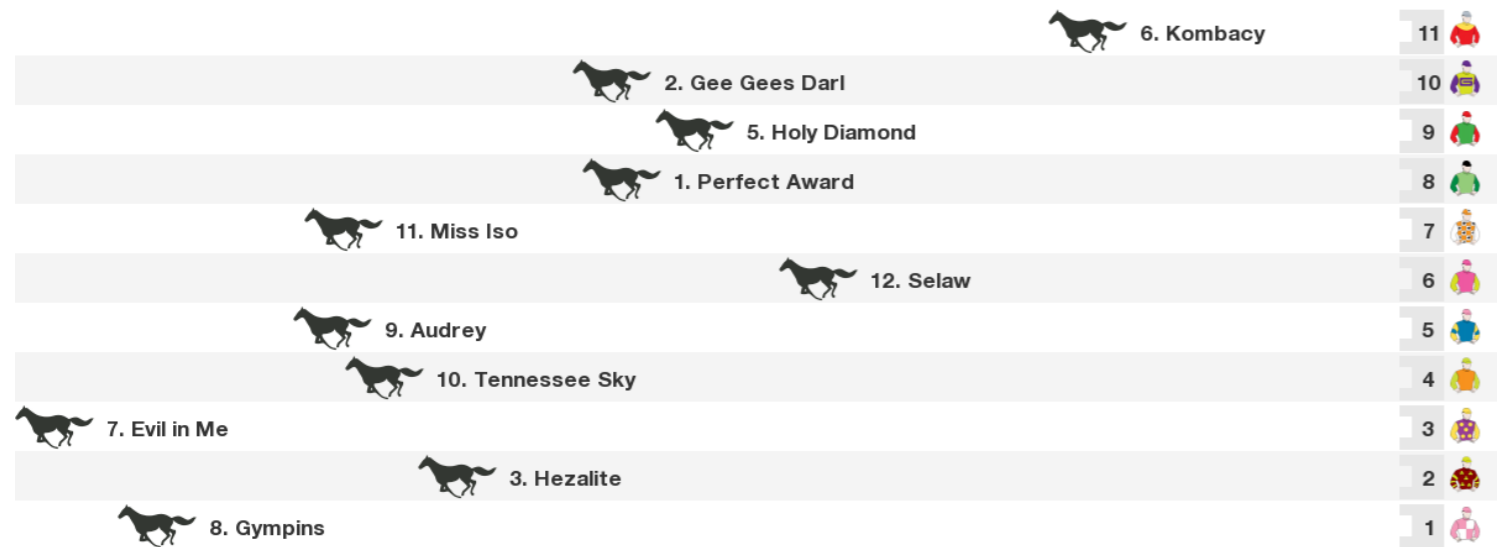 6. Kombacy 11
2. Gee Gees Darl 10
5. Holy Diamond 9
1. Perfect Award 8
11. Miss Iso 7
12. Selaw 6
9. Audrey 5
10. Tennessee Sky 4
7. Evil in Me 3
3. Hezalite 2
8. Gympins 1